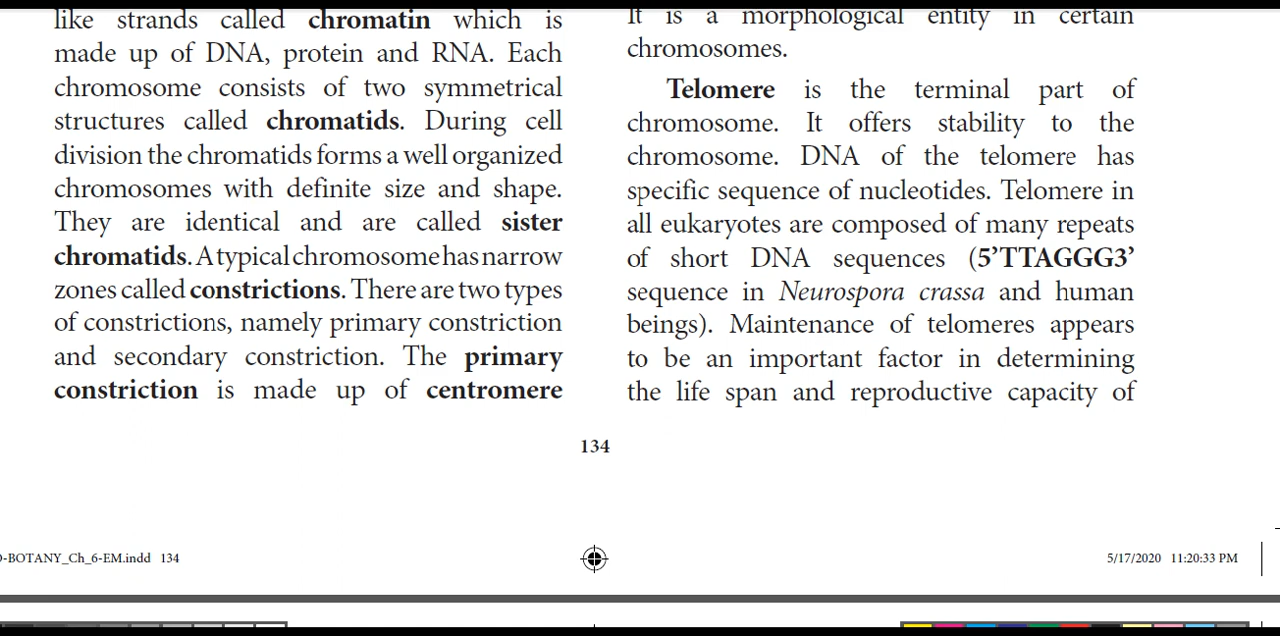 like strands called chromatin which is
made up of DNA, protein and RNA. Each
chromosome consists of two symmetrical
structures called chromatids. During cell
division the chromatids forms a well organized
chromosomes with definite size and shape.
They are identical and are called sister
chromatids. A typical chromosome has narrow
zones called constrictions. There are two types
of constrictions, namely primary constriction
and secondary constriction. The primary
constriction is made up of centromere
It is a morphological entity in certain
chromosomes.
Telomere is the terminal part of
chromosome. It offers stability to the
chromosome. DNA of the telomere has
specific sequence of nucleotides. Telomere in
all eukaryotes are composed of many repeats
of short DNA sequences (5’TTAGGG3’
sequence in Neurospora crassa and human
beings). Maintenance of telomeres appears
to be an important factor in determining
the life span and reproductive capacity of
134
-BOTANY_Ch_6-EM.indd 134
5/17/2020 11:20:33 PM